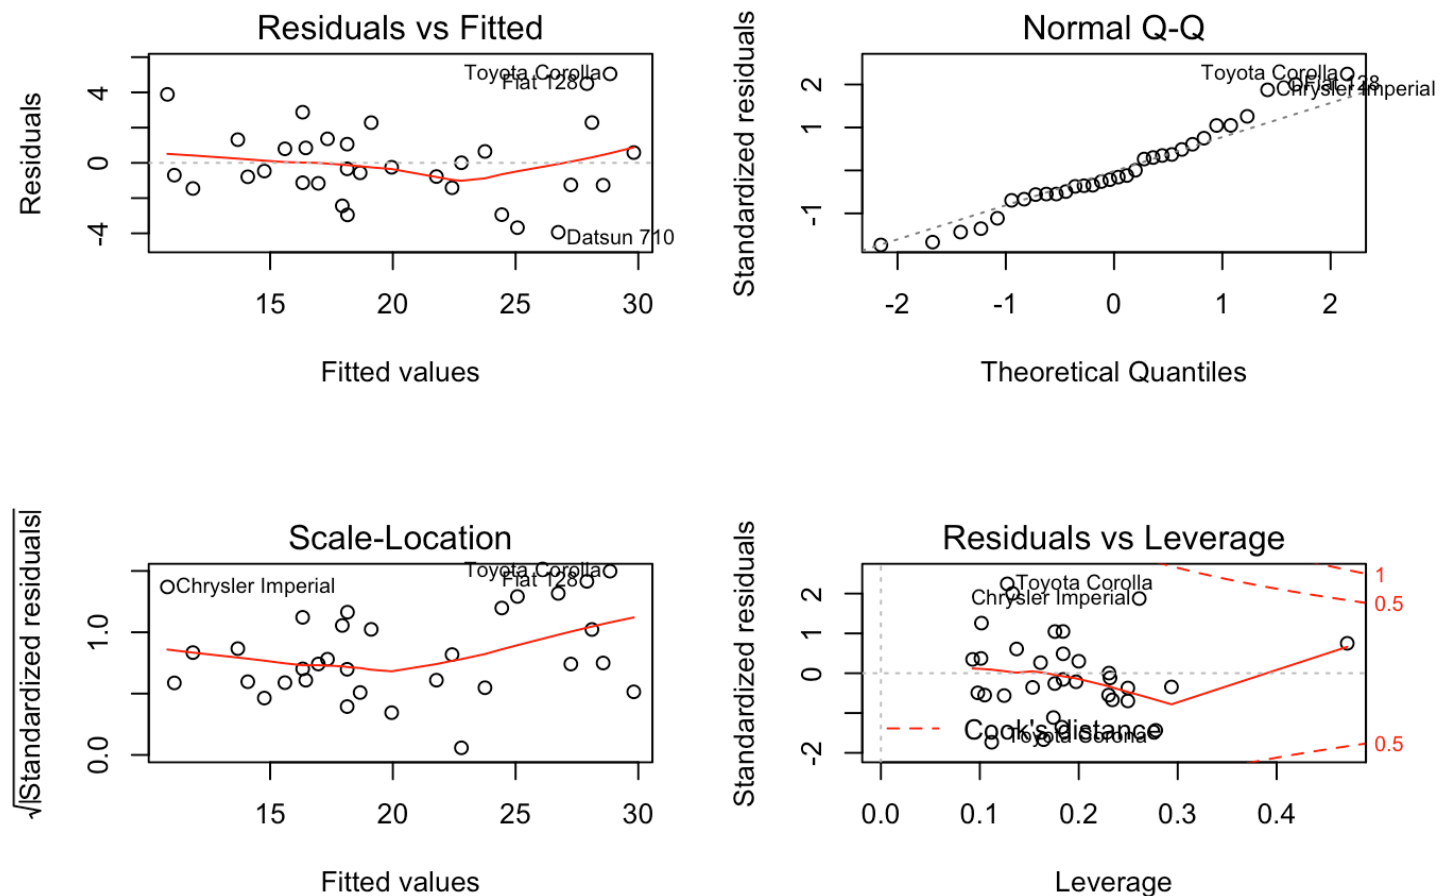 Residuals vs Fitted
Residuals
4
0
-4
Toyota Corolla
Fiat 128
Datsun 710
15 20 25 30
Fitted values
Normal Q-Q
Standardized residuals
2
1
-1
Toyota Corolla
Fiat 128
Chrysler Imperial
-2 -1 0 1 2
Theoretical Quantiles
Scale-Location
√|Standardized residuals|
1.0
0.0
Toyota Corolla
Fiat 128
Chrysler Imperial
15 20 25 30
Fitted values
Residuals vs Leverage
Standardized residuals
2
1
0
-2
Toyota Corolla
Chrysler Imperial
1
0.5
Cook's distance
Toyota Corona
0.5
0.0 0.1 0.2 0.3 0.4
Leverage